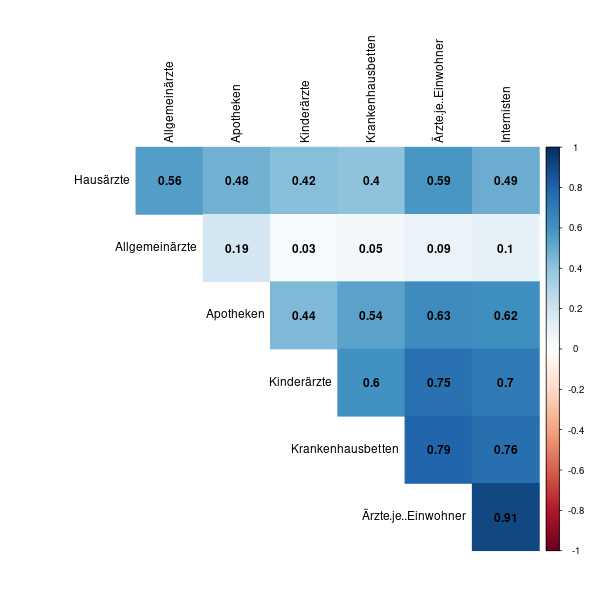 Allgemeinärzte
Apotheken
Kinderärzte
Krankenhausbetten
Ärzte.je..Einwohner
Internisten
Hausärzte 0.56 0.48 0.42 0.4 0.59 0.49
Allgemeinärzte 0.19 0.03 0.05 0.09 0.1
Apotheken 0.44 0.54 0.63 0.62
Kinderärzte 0.6 0.75 0.7
Krankenhausbetten 0.79 0.76
Ärzte.je..Einwohner 0.91
1
0.8
0.6
0.4
0.2
0
-0.2
-0.4
-0.6
-0.8
-1